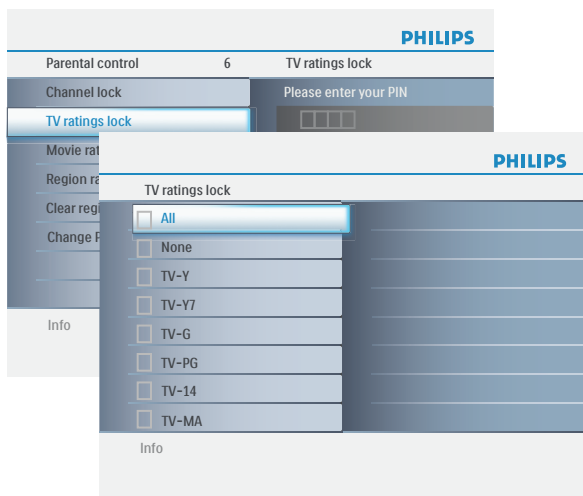 PHILIPS
Parental control 6 TV ratings lock
Channel lock Please enter your PIN
TV ratings lock
Movie rat
Region ra
Clear regi
Change P
Info
PHILIPS
TV ratings lock
All
None
TV-Y
TV-Y7
TV-G
TV-PG
TV-14
TV-MA
Info